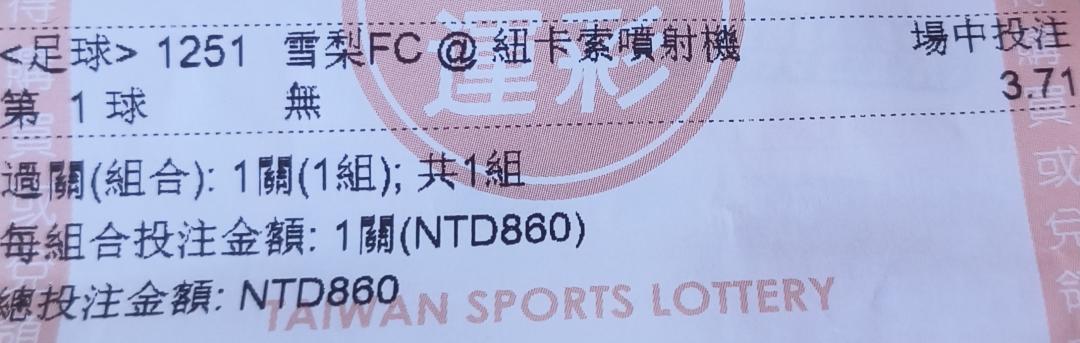 <足球> 1251 雪梨FC @ 紐卡索噴射機 場中投注
第 1 球 無 3.71
過關(組合): 1關(1組); 共1組
每組合投注金額: 1關(NTD860)
總投注金額: NTD860
運彩
TAIWAN SPORTS LOTTERY